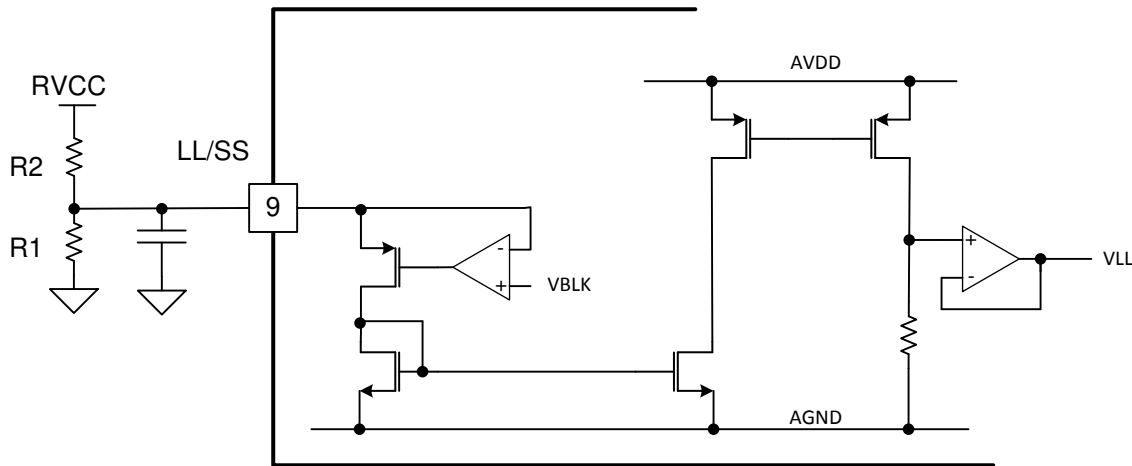 AVDD
RVCC
LL/SS
R2
9
R1
-
+
VBLK
+
-
VLL
AGND